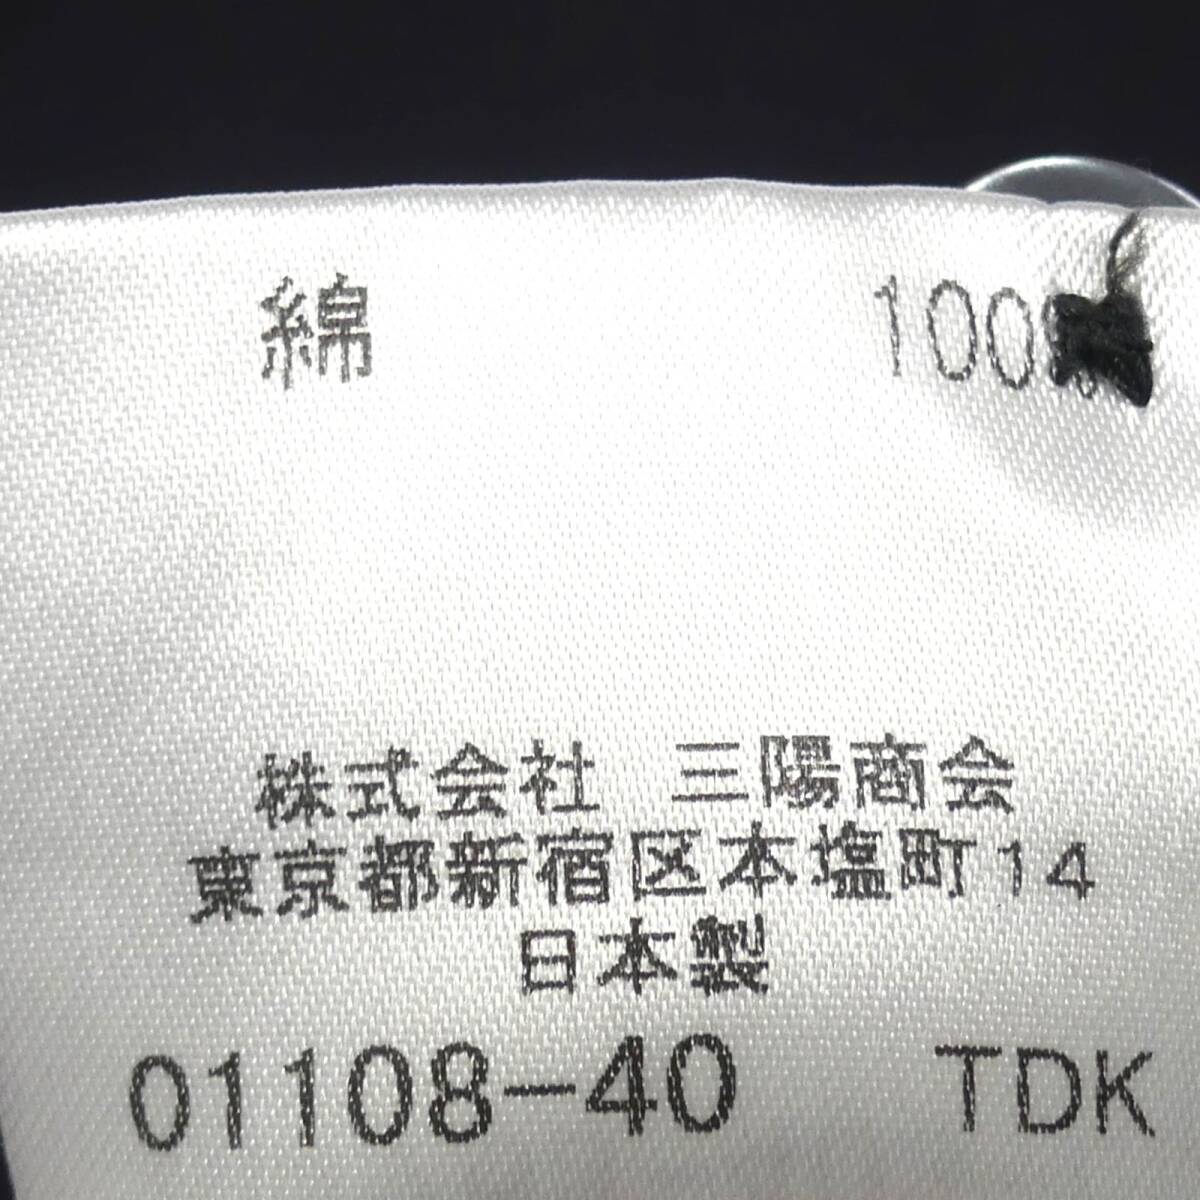 綿 100%
株式会社 三陽商会
東京都新宿区本塩町14
日本製
01108-40 TDK